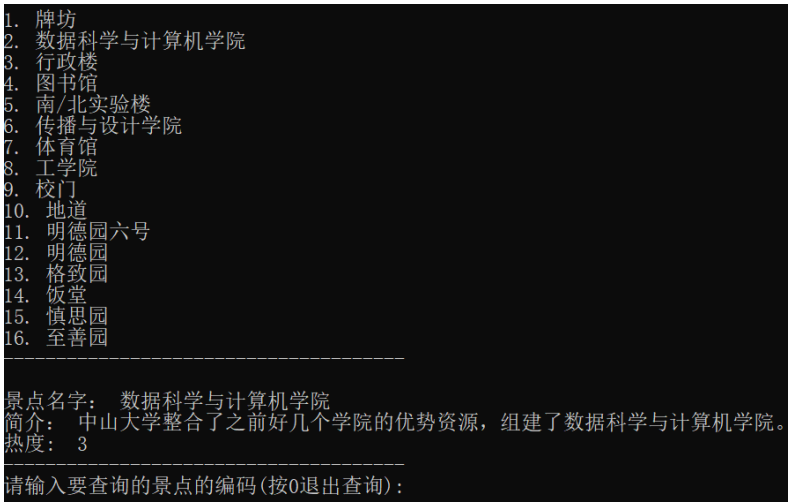 1. 牌坊
2. 数据科学与计算机学院
3. 行政楼
4. 图书馆
5. 南/北实验楼
6. 传播与设计学院
7. 体育馆
8. 工学院
9. 校门
10. 地道
11. 明德园六号
12. 明德园
13. 格致园
14. 饭堂
15. 慎思园
16. 至善园
--------------------------------------
景点名字： 数据科学与计算机学院
简介： 中山大学整合了之前好几个学院的优势资源，组建了数据科学与计算机学院。
热度: 3
--------------------------------------
请输入要查询的景点的编码(按0退出查询):